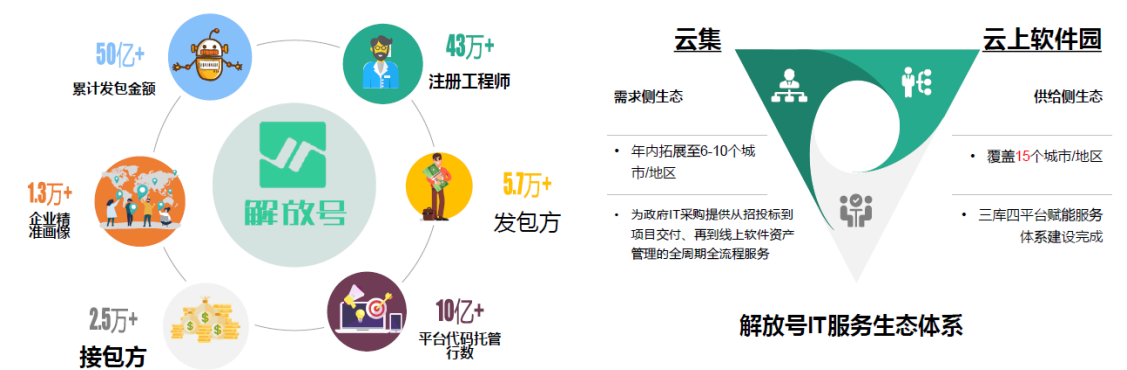 50亿+
累计发包金额
43万+
注册工程师
1.3万+
企业精
准画像
解放号
5.7万+
发包方
2.5万+
接包方
10亿+
平台代码托管
行数
云集
云上软件园
需求侧生态
供给侧生态
• 年内拓展至6-10个城
市/地区
• 覆盖15个城市/地区
• 为政府IT采购提供从招投标到
项目交付、再到线上软件资产
管理的全周期全流程服务
• 三库四平台赋能服务
体系建设完成
解放号IT服务生态体系